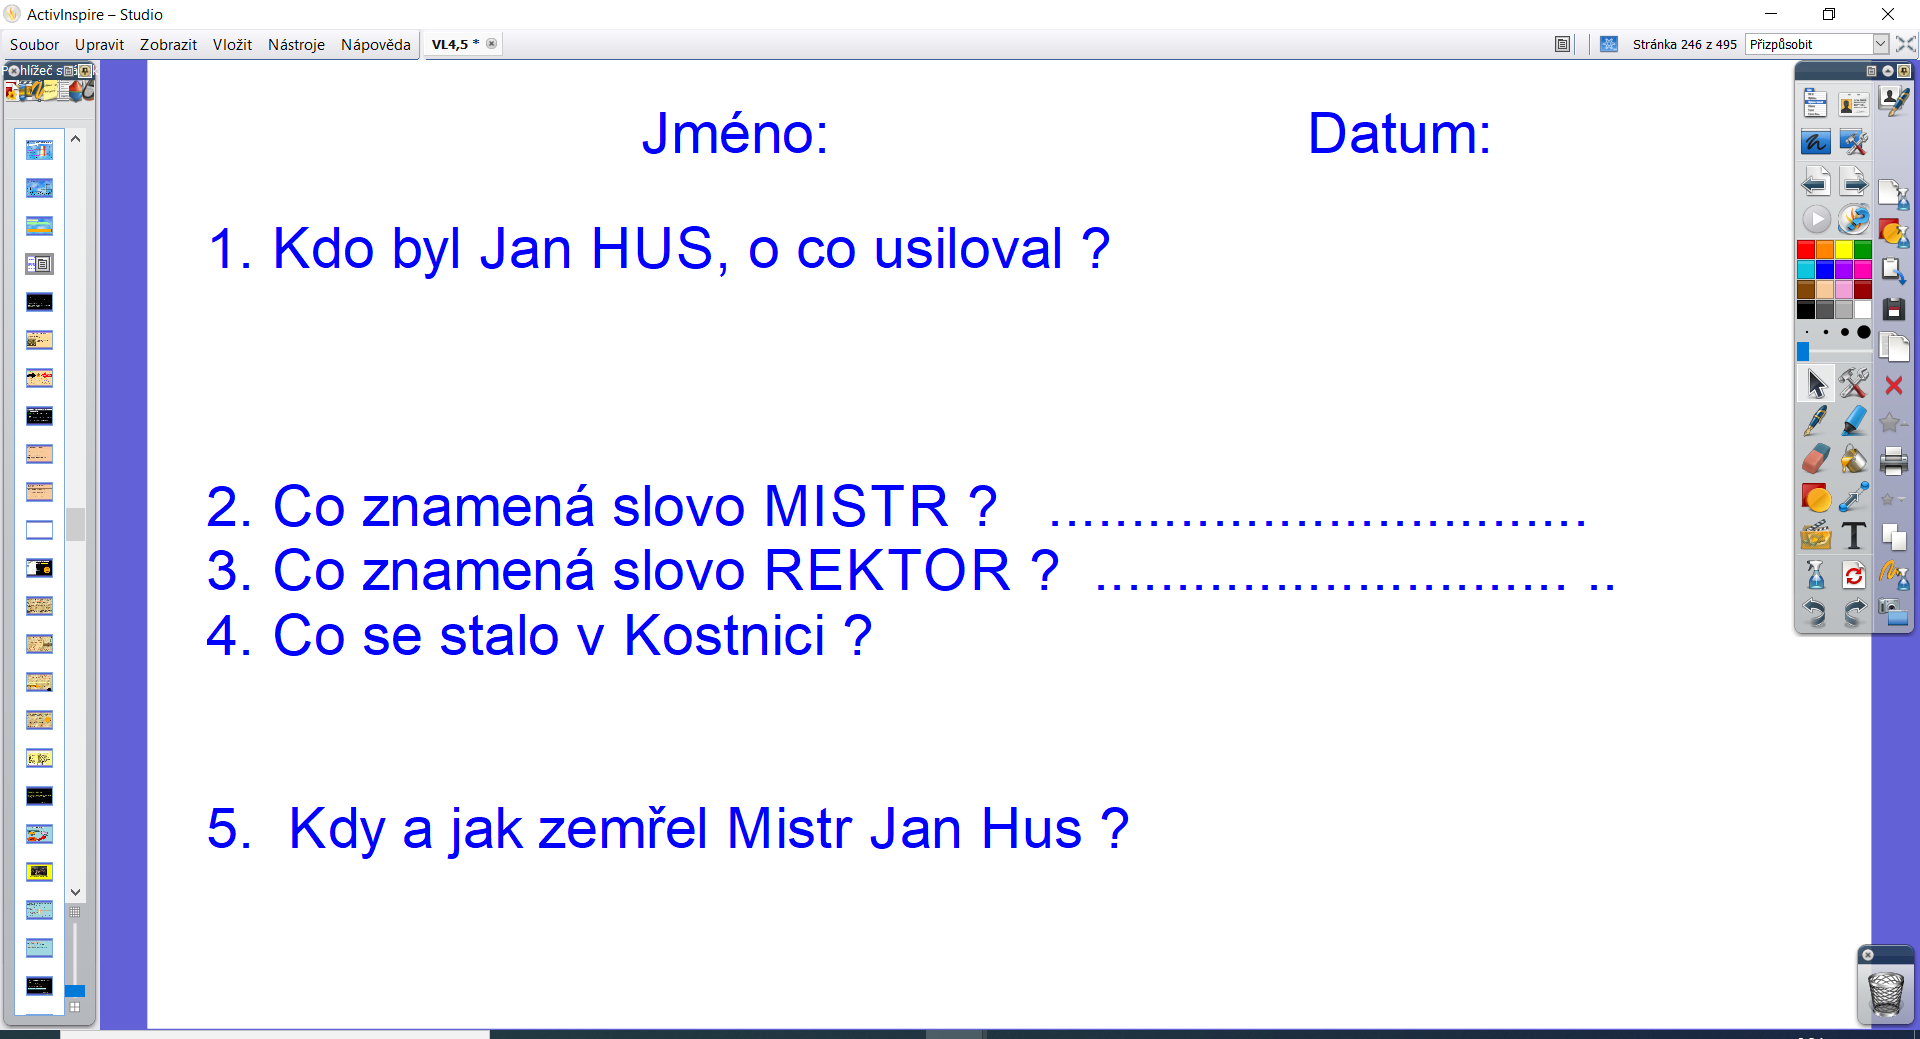 ActivInspire – Studio
Soubor Upravit Zobrazit Vložit Nástroje Nápověda VL4,5 *
Stránka 246 z 495 Přizpůsobit
Jméno: Datum:
1. Kdo byl Jan HUS, o co usiloval ?
2. Co znamená slovo MISTR ? .................................
3. Co znamená slovo REKTOR ? ............................. ..
4. Co se stalo v Kostnici ?
5. Kdy a jak zemřel Mistr Jan Hus ?